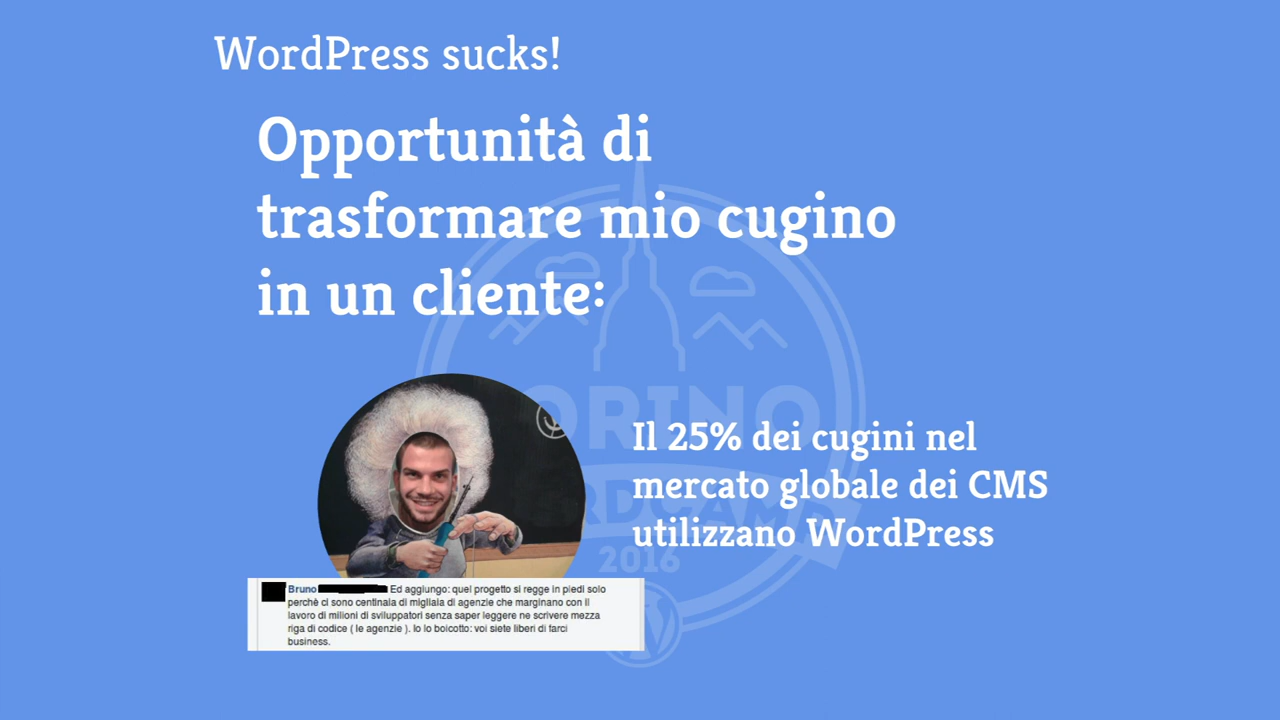 WordPress sucks!
Opportunità di
trasformare mio cugino
in un cliente:
Il 25% dei cugini nel
mercato globale dei CMS
utilizzano WordPress
TORINO
WORDCAMP
2016
Bruno Ed aggiungo: quel progetto si regge in piedi solo
perchè ci sono centinaia di migliaia di agenzie che marginano con il
lavoro di milioni di sviluppatori senza saper leggere ne scrivere mezza
riga di codice ( le agenzie ). Io lo boicotto: voi siete liberi di farci
business.